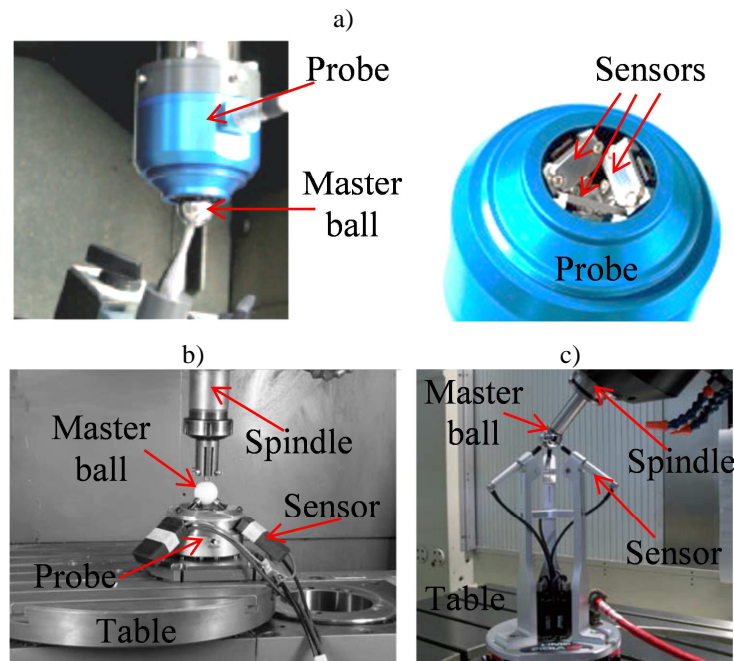 a)
Probe
Sensors
Master
ball
Probe
b)
c)
Master
ball
Spindle
Sensor
Probe
Table
Master
ball
Spindle
Sensor
Table